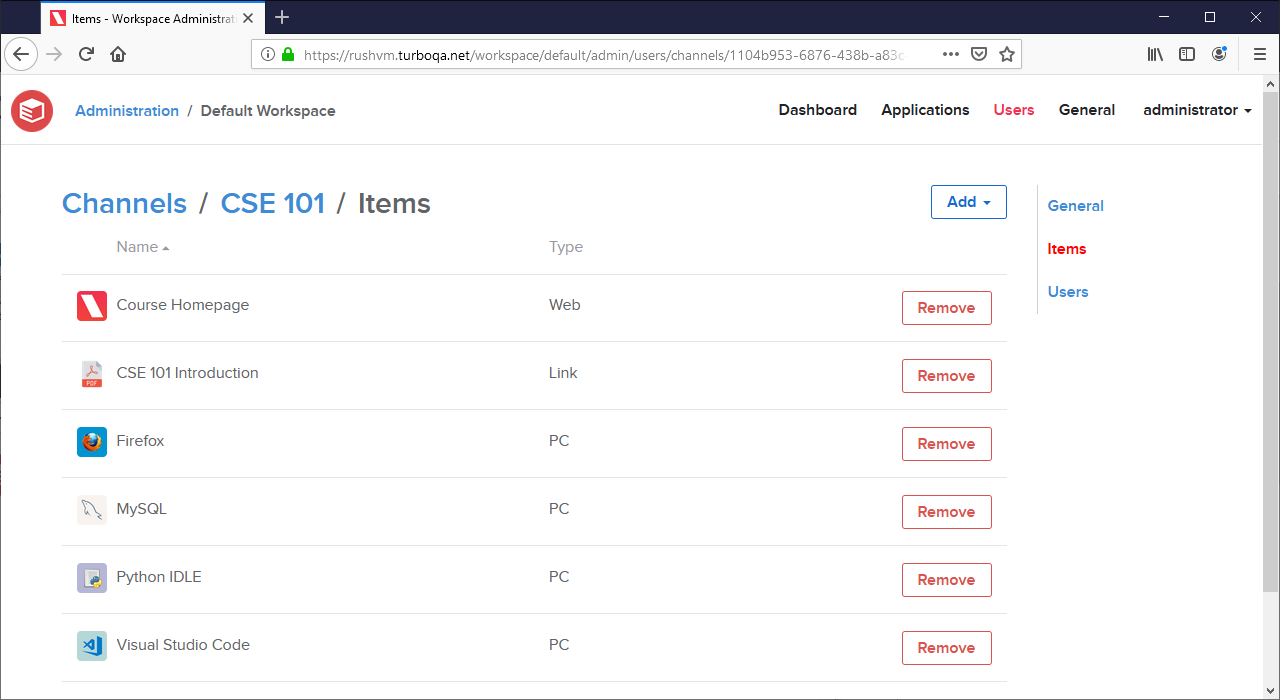 Items - Workspace Administrati
https://rushvm.turboqa.net/workspace/default/admin/users/channels/1104b953-6876-438b-a83c
Administration / Default Workspace
Dashboard Applications Users General administrator
Channels / CSE 101 / Items
Add
General
Items
Users
Name Type
Course Homepage Web Remove
CSE 101 Introduction Link Remove
PDF
Firefox PC Remove
MySQL PC Remove
Python IDLE PC Remove
Visual Studio Code PC Remove